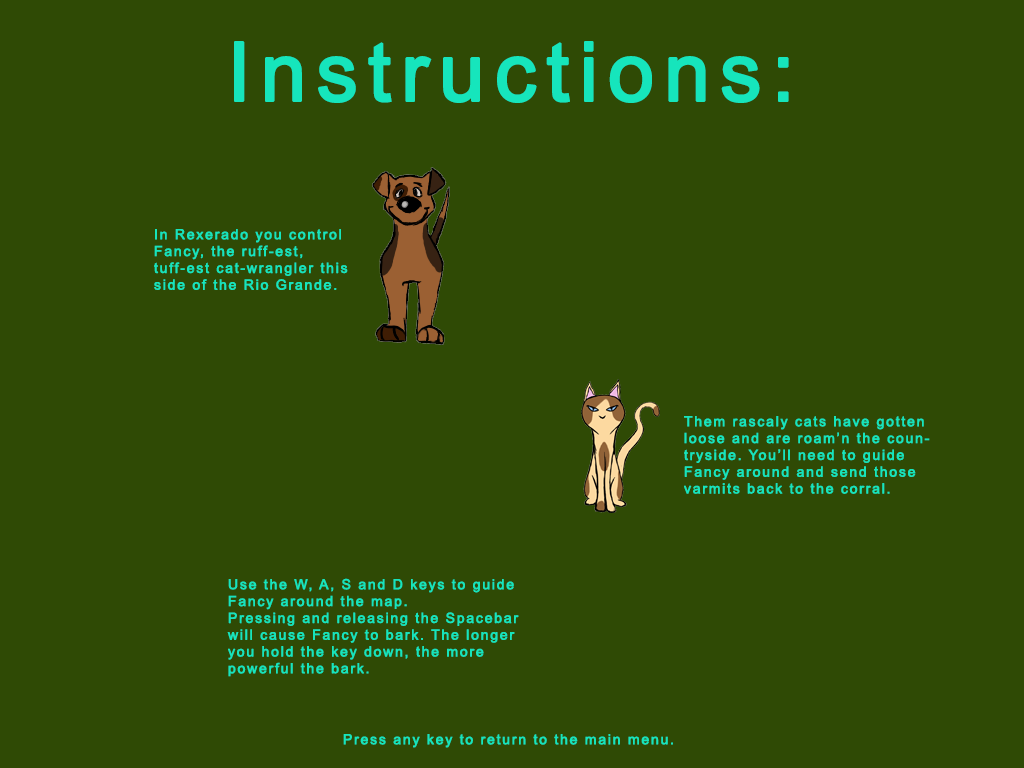 Instructions:
In Rexerado you control
Fancy, the ruff-est,
tuff-est cat-wrangler this
side of the Rio Grande.
Them rascaly cats have gotten
loose and are roam'n the coun-
tryside. You'll need to guide
Fancy around and send those
varmits back to the corral.
Use the W, A, S and D keys to guide
Fancy around the map.
Pressing and releasing the Spacebar
will cause Fancy to bark. The longer
you hold the key down, the more
powerful the bark.
Press any key to return to the main menu.